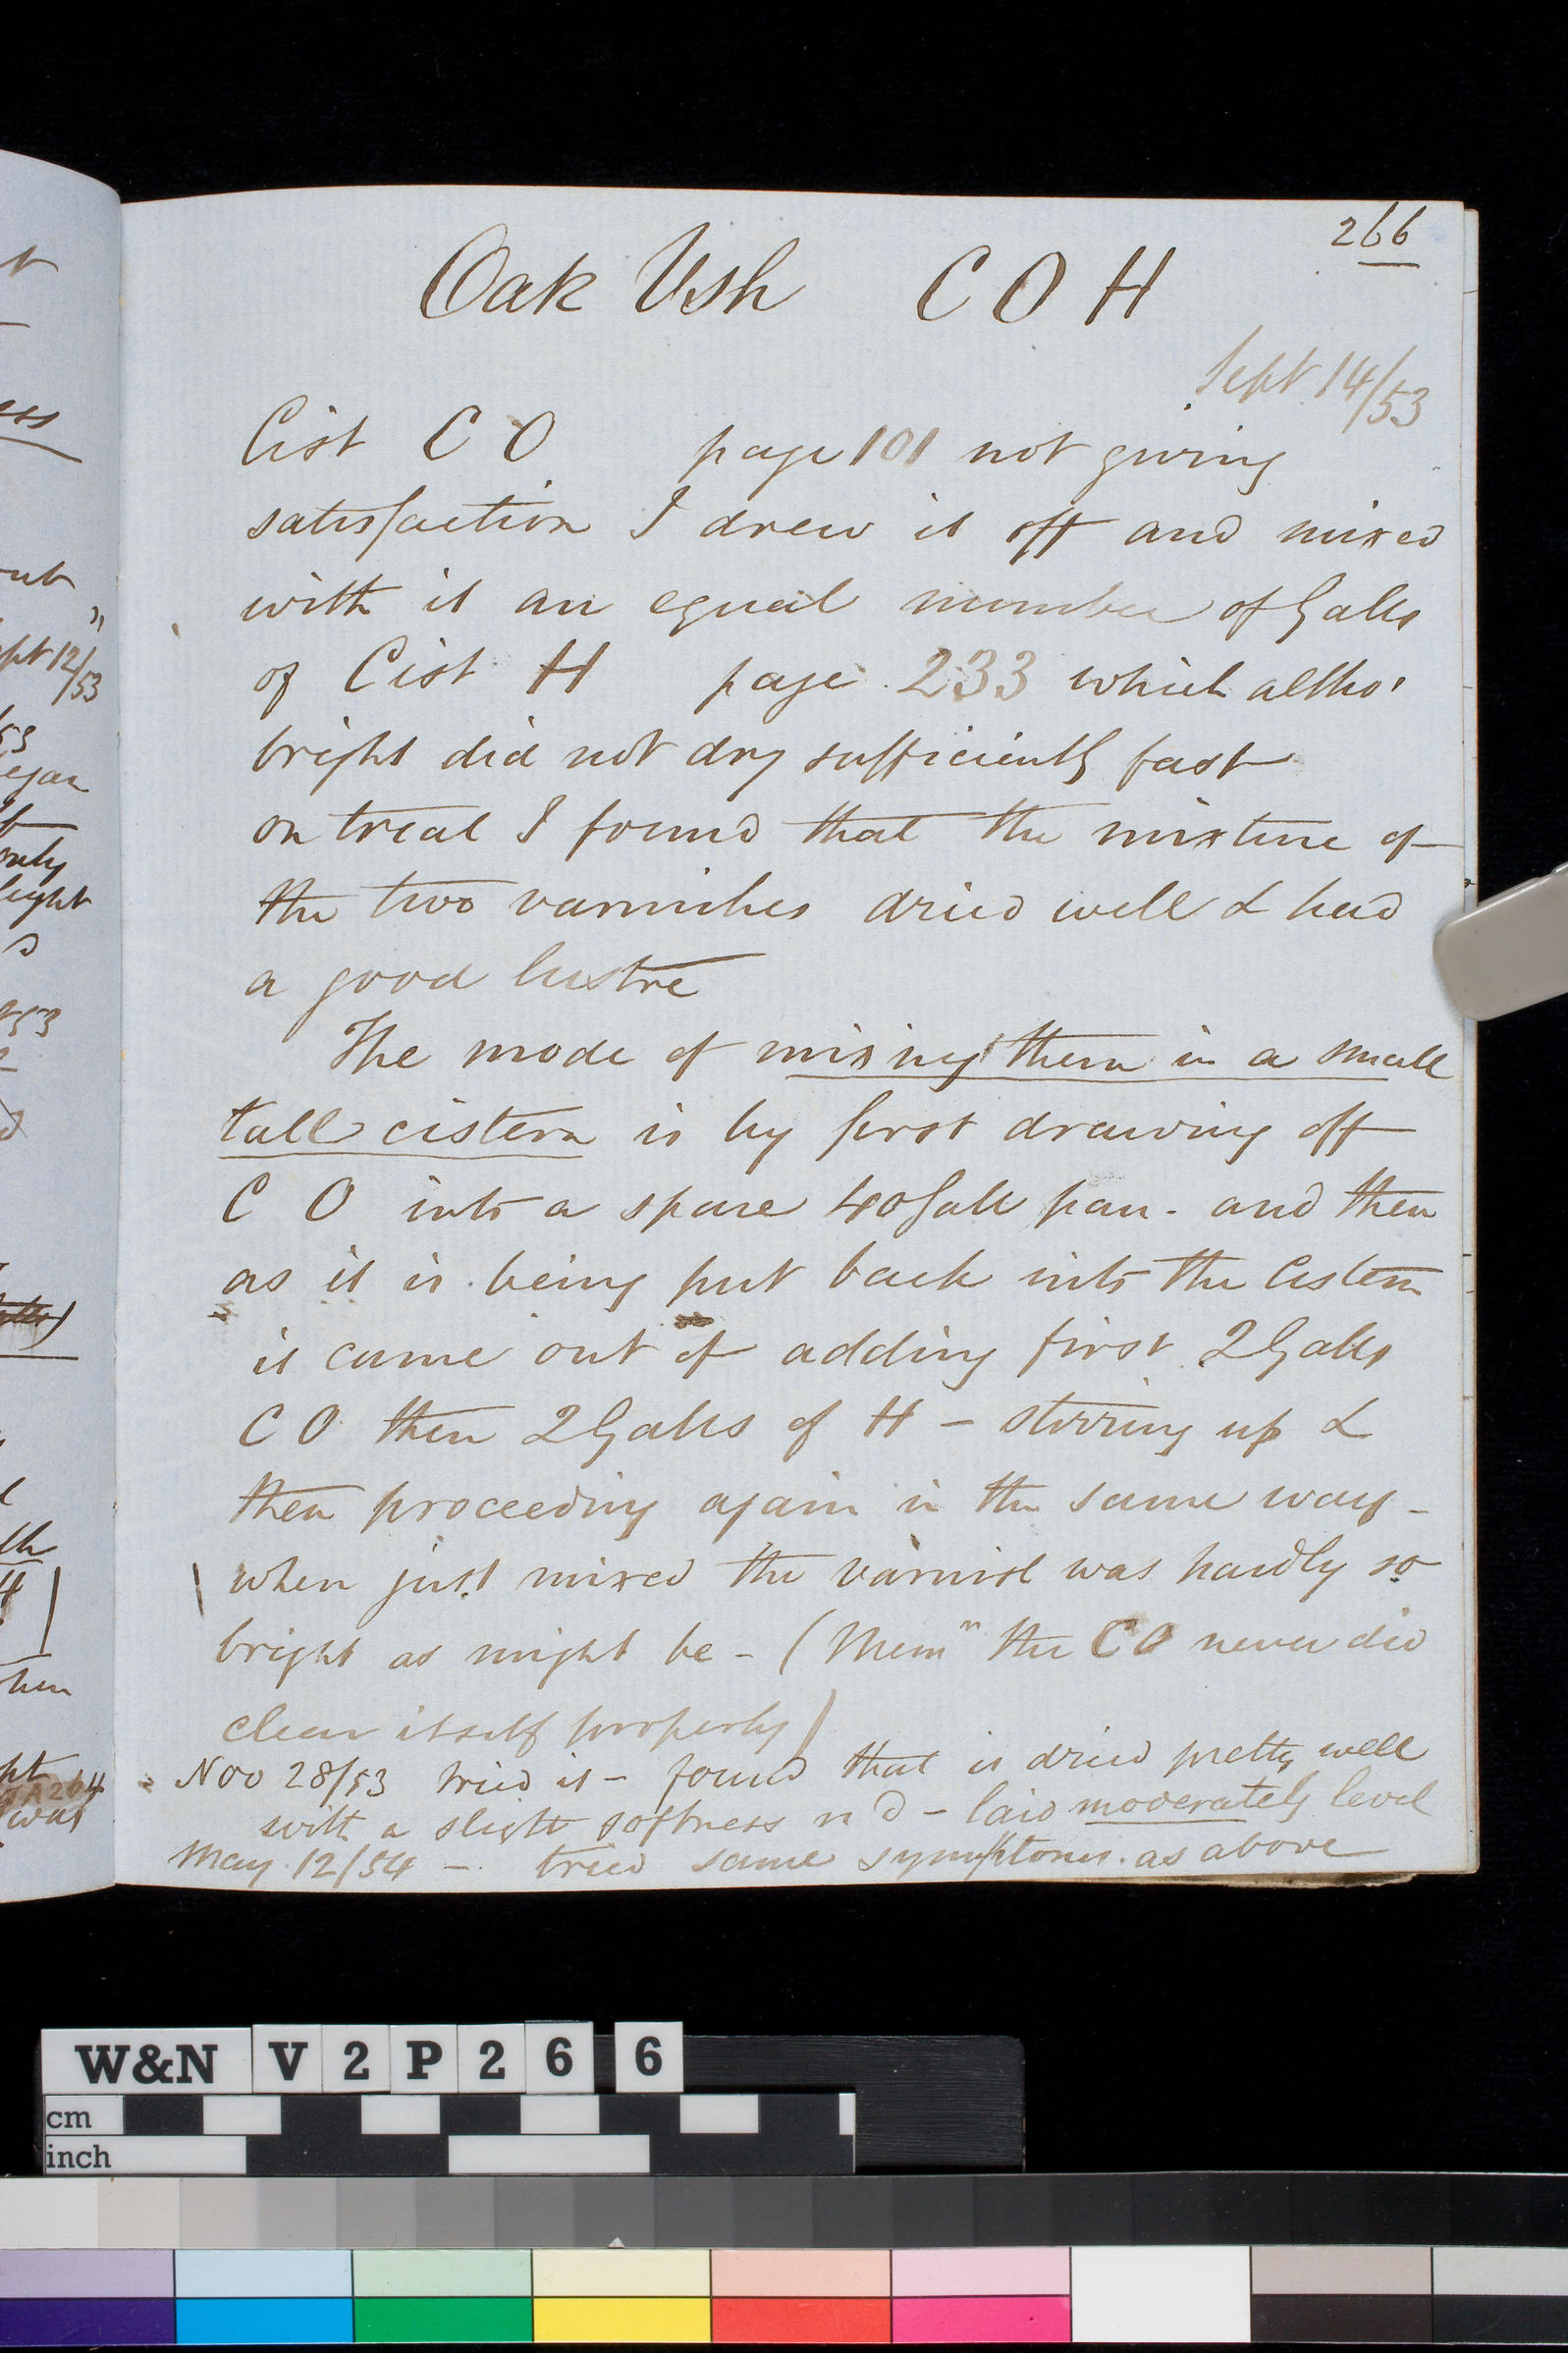 266
Oak Vsh C O H
Sept 14/53
Cist C O page 101 not giving
satisfaction I drew it off and mixed
with it an equal number of Galls
of Cist H page 233 which altho'
bright did not dry sufficiently fast
on treal I found that the mixture of
the two varnishes dried well & had
a good lustre
The mode of mixing them in a small
tall cistern is by first drawing off
C O into a spare 40 Gall pan - and then
as it is being put back into the Cistern
it came out of adding first 2 Galls
C O then 2 Galls of H - stirring up &
then proceeding again in the same way -
when just mixed the varnish was hardly so
bright as might be - (Mem^m the C O never did
clear itself properly)
Nov 28/53 tried it - found that it dried pretty well
with a slight softness n d - laid moderately level
May 12/54 - tried same symptoms as above
W&N V2P266
cm
inch